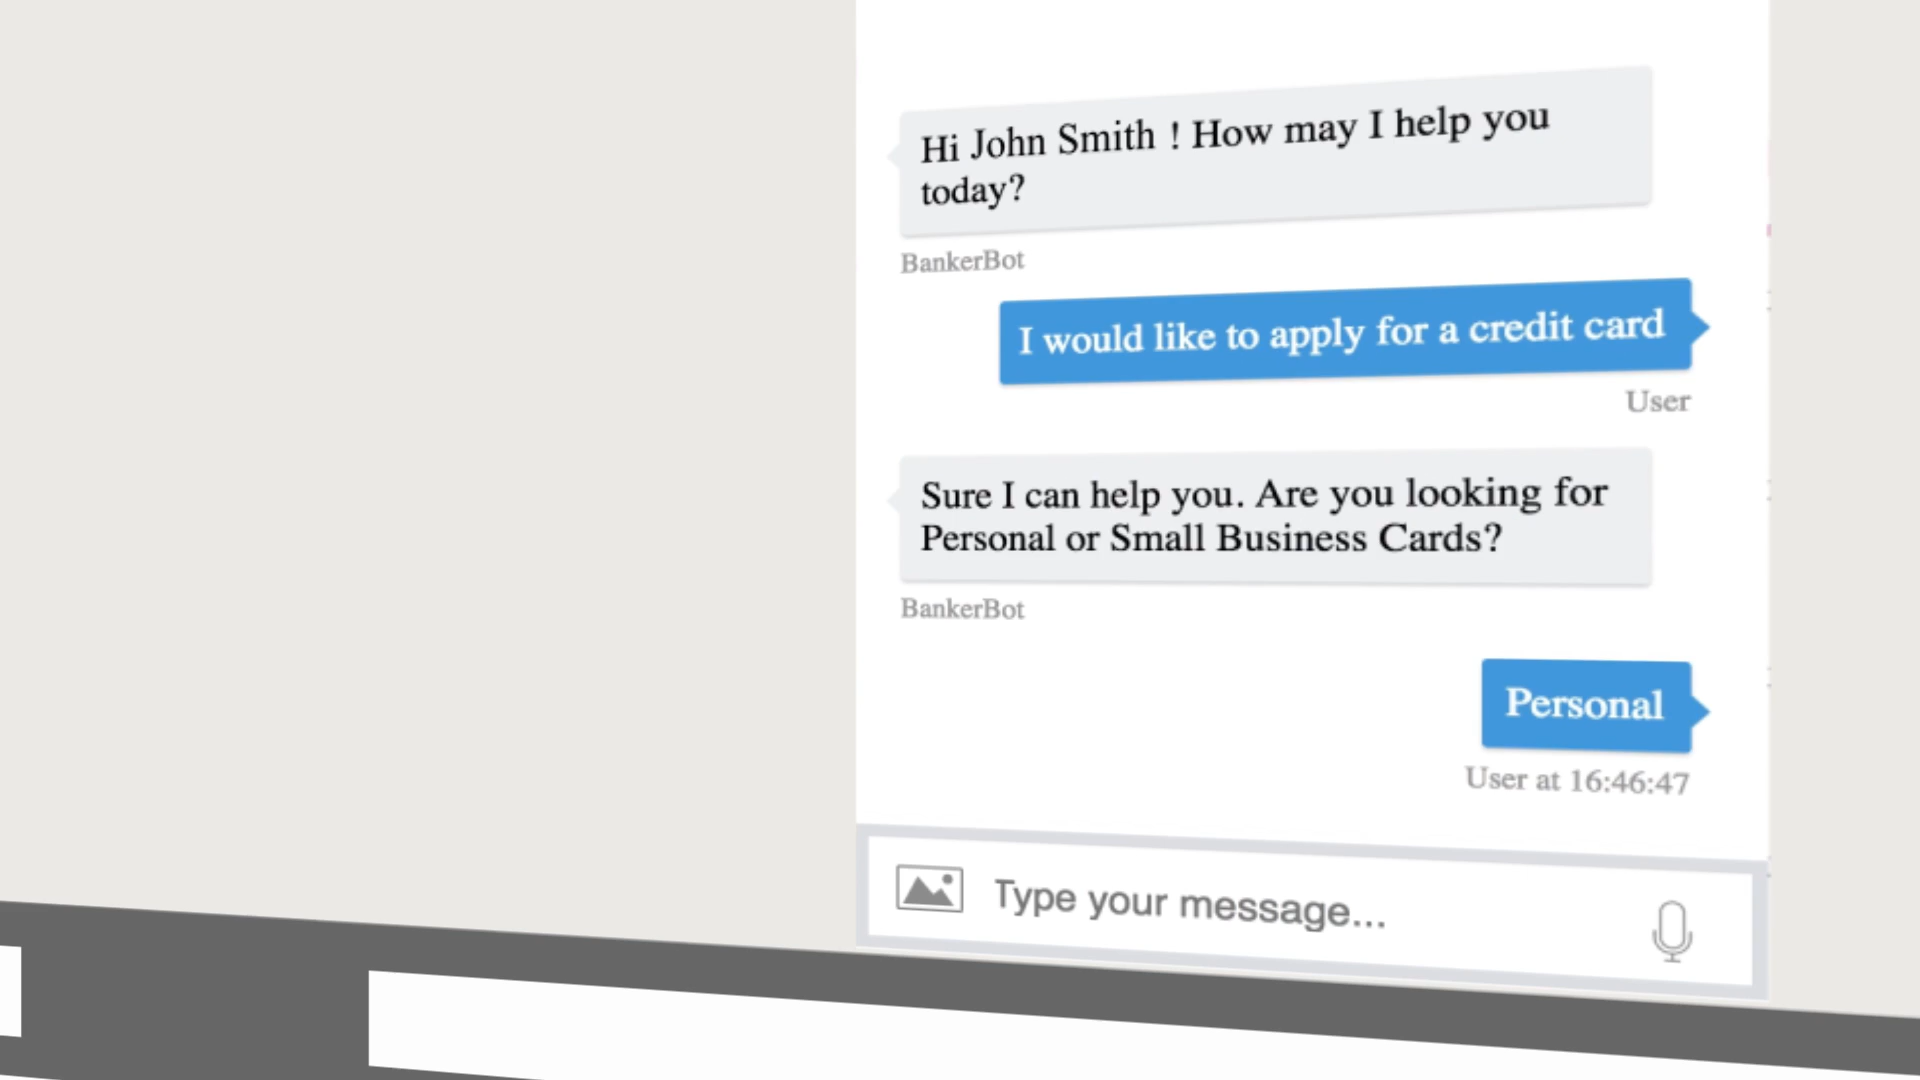 Hi John Smith ! How may I help you
today?
BankerBot
I would like to apply for a credit card
User
Sure I can help you. Are you looking for
Personal or Small Business Cards?
BankerBot
Personal
User at 16:46:47
Type your message...